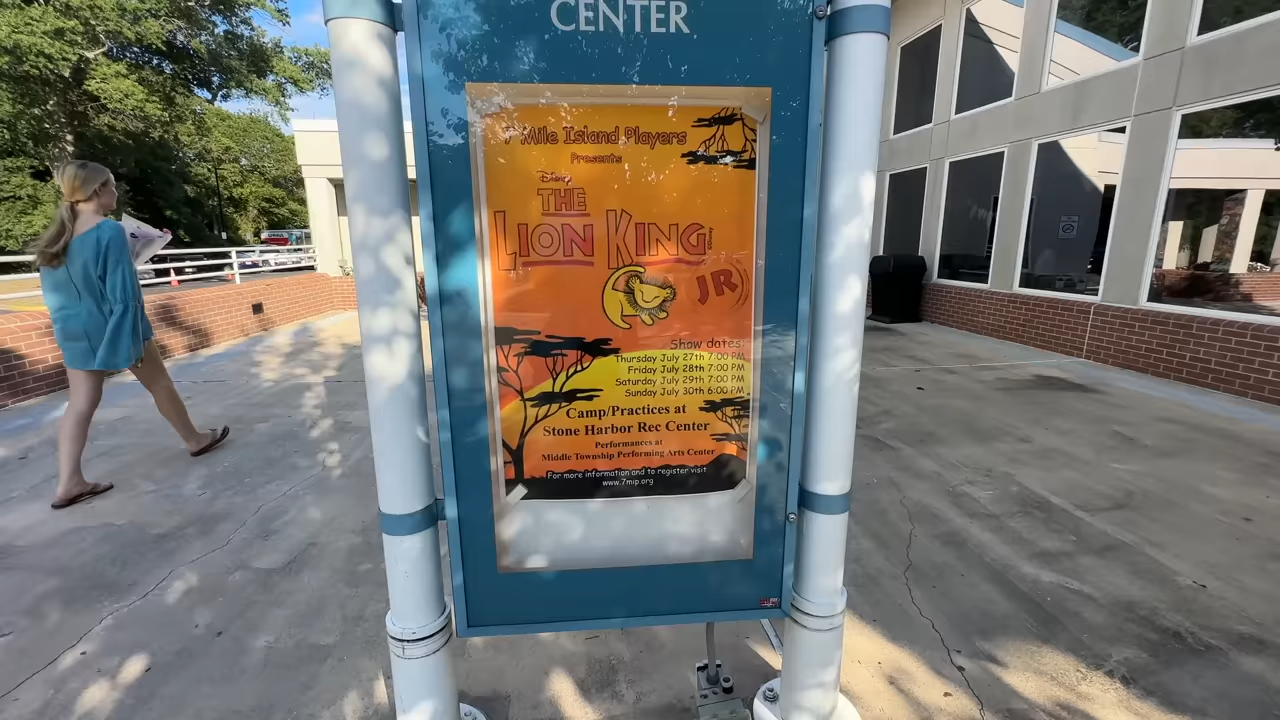 CENTER
7 Mile Island Players
Presents
Disney
THE
LION KING
JR
Show dates:
Thursday July 27th 7:00 PM
Friday July 28th 7:00 PM
Saturday July 29th 7:00 PM
Sunday July 30th 6:00 PM
Camp/Practices at
Stone Harbor Rec Center
Performances at
Middle Township Performing Arts Center
For more information and to register visit
www.7mip.org